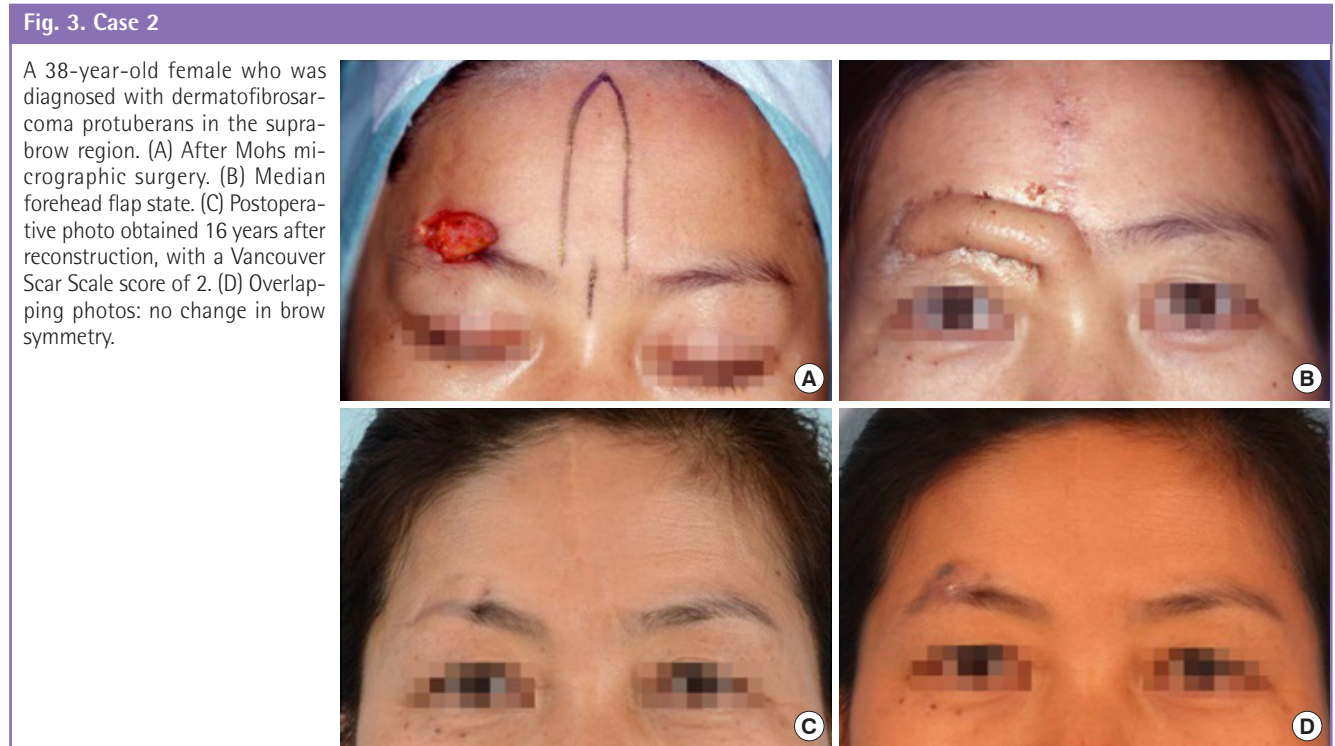 Fig. 3. Case 2
A 38-year-old female who was
diagnosed with dermatofibrosar-
coma protuberans in the supra-
brow region. (A) After Mohs mi-
crographic surgery. (B) Median
forehead flap state. (C) Postopera-
tive photo obtained 16 years after
reconstruction, with a Vancouver
Scar Scale score of 2. (D) Overlap-
ping photos: no change in brow
symmetry.
A
B
C
D